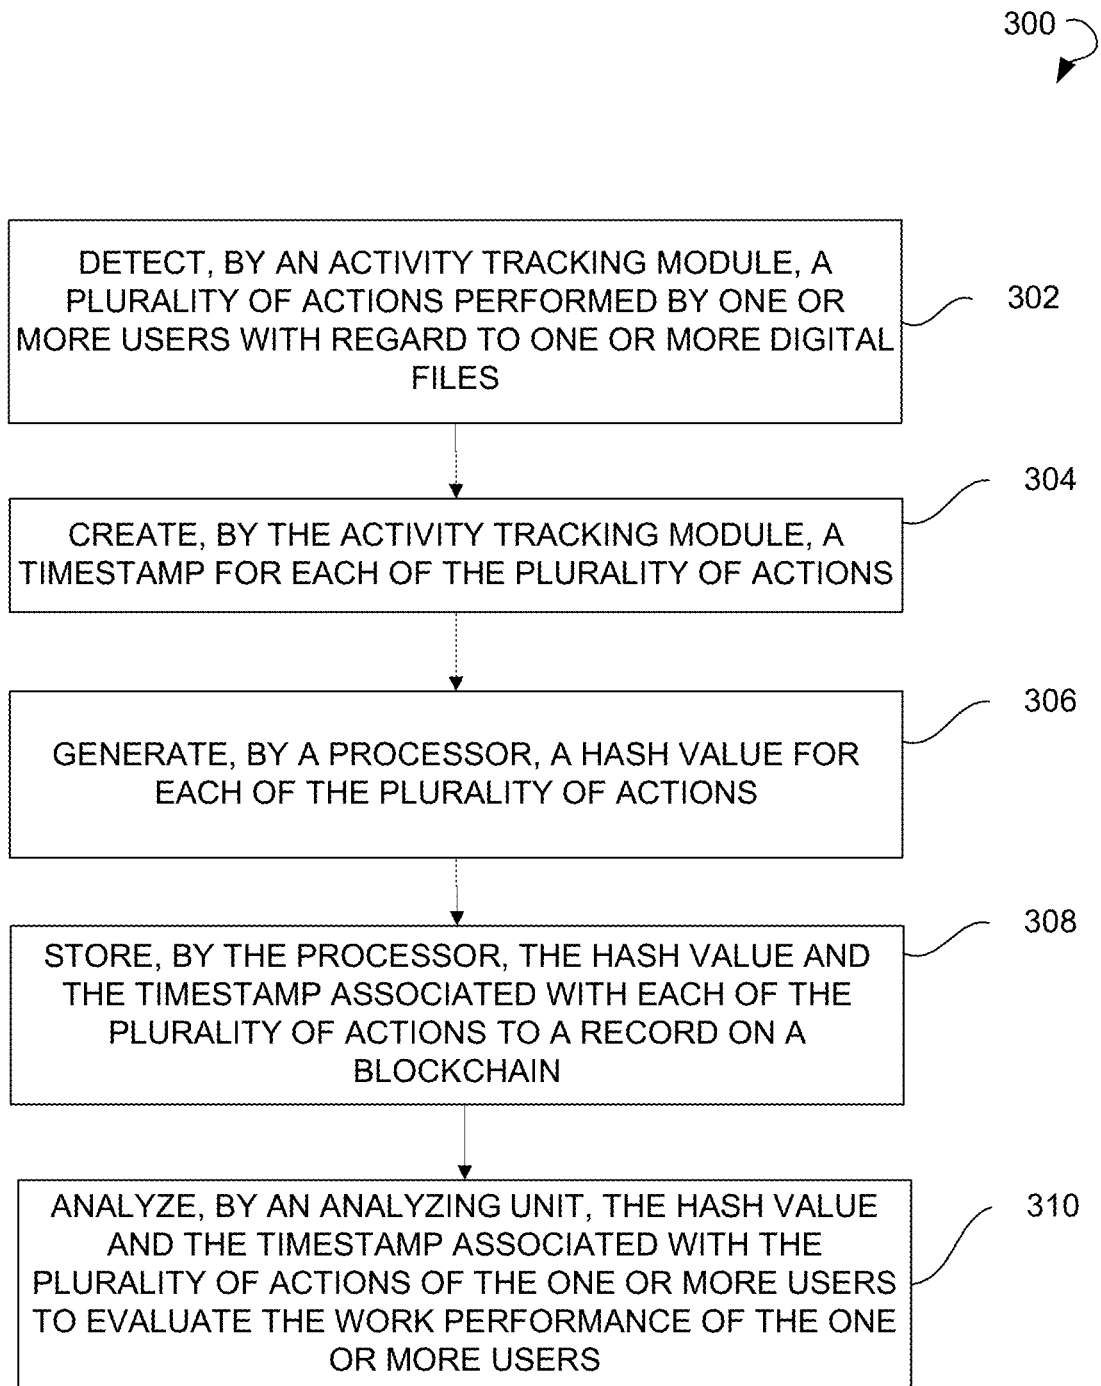 300
DETECT, BY AN ACTIVITY TRACKING MODULE, A
PLURALITY OF ACTIONS PERFORMED BY ONE OR
MORE USERS WITH REGARD TO ONE OR MORE DIGITAL
FILES
302
304
CREATE, BY THE ACTIVITY TRACKING MODULE, A
TIMESTAMP FOR EACH OF THE PLURALITY OF ACTIONS
306
GENERATE, BY A PROCESSOR, A HASH VALUE FOR
EACH OF THE PLURALITY OF ACTIONS
308
STORE, BY THE PROCESSOR, THE HASH VALUE AND
THE TIMESTAMP ASSOCIATED WITH EACH OF THE
PLURALITY OF ACTIONS TO A RECORD ON A
BLOCKCHAIN
310
ANALYZE, BY AN ANALYZING UNIT, THE HASH VALUE
AND THE TIMESTAMP ASSOCIATED WITH THE
PLURALITY OF ACTIONS OF THE ONE OR MORE USERS
TO EVALUATE THE WORK PERFORMANCE OF THE ONE
OR MORE USERS